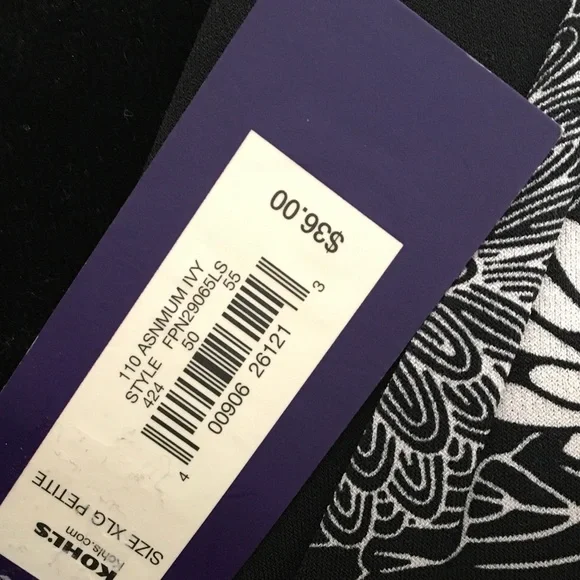 KOHL'S
Kohls.com
SIZE XLG PETITE
110 ASNMUM IVY
STYLE FPN29065LS
424 50 55
4 00906 26121 3
$36.00